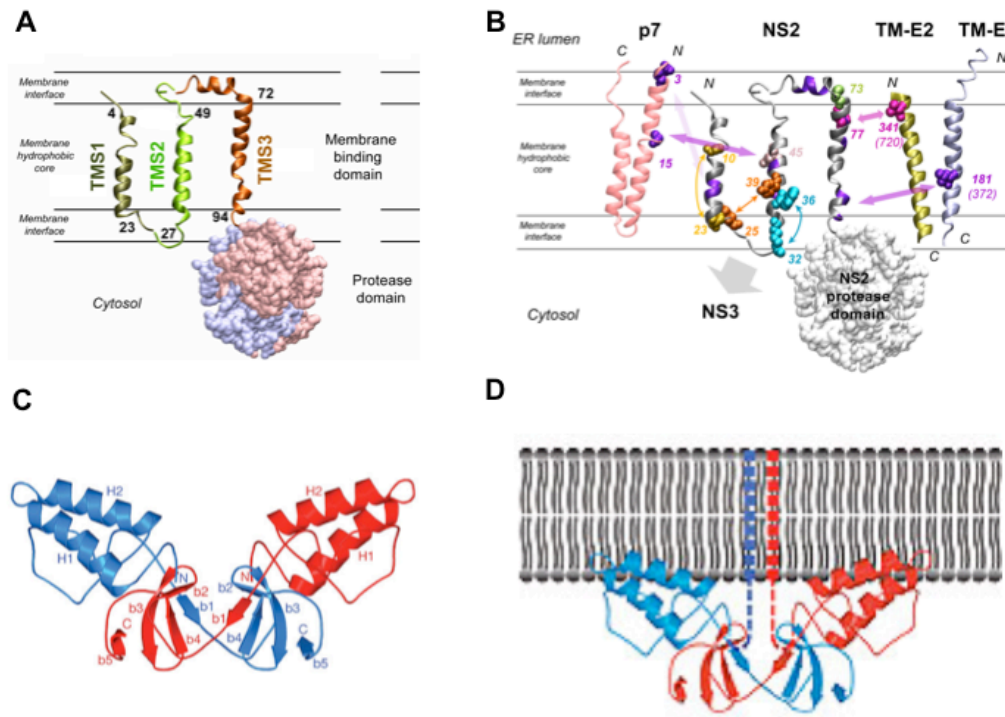 A
Membrane
interface
4
49
72
Membrane
hydrophobic
core
TMS1
TMS2
TMS3
Membrane
binding
domain
Membrane
interface
23
27
94
Cytosol
Protease
domain
B
ER lumen
p7
NS2
TM-E2
TM-E
C
N
N
N
N
Membrane
interface
3
73
Membrane
hydrophobic
core
77
341
(720)
15
10
45
39
36
181
(372)
Membrane
interface
23
25
32
C
C
NS3
NS2
protease
domain
Cytosol
C
H2
H2
H1
H1
N
N
b2
b2
b3
b1
b1
b3
C
b4
b4
C
b5
b5
D